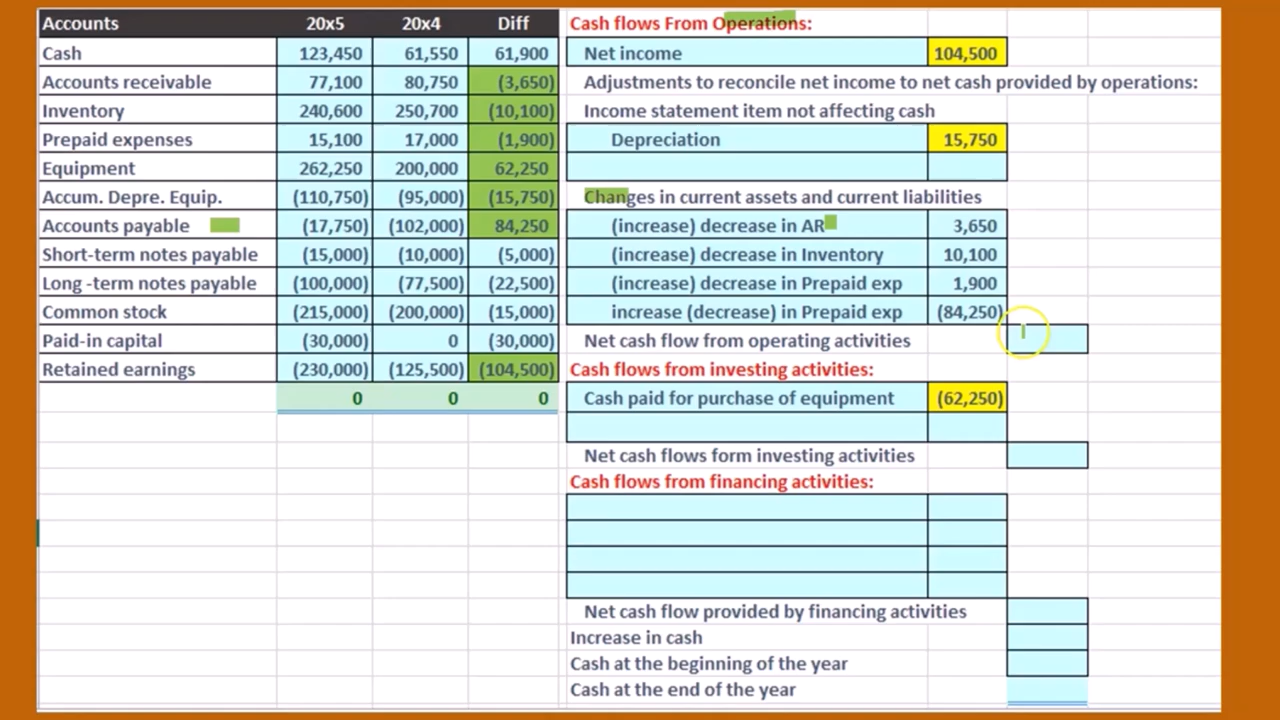 Accounts 20x5 20x4 Diff
Cash 123,450 61,550 61,900
Accounts receivable 77,100 80,750 (3,650)
Inventory 240,600 250,700 (10,100)
Prepaid expenses 15,100 17,000 (1,900)
Equipment 262,250 200,000 62,250
Accum. Depre. Equip. (110,750) (95,000) (15,750)
Accounts payable (17,750) (102,000) 84,250
Short-term notes payable (15,000) (10,000) (5,000)
Long -term notes payable (100,000) (77,500) (22,500)
Common stock (215,000) (200,000) (15,000)
Paid-in capital (30,000) 0 (30,000)
Retained earnings (230,000) (125,500) (104,500)
0 0 0
Cash flows From Operations:
Net income 104,500
Adjustments to reconcile net income to net cash provided by operations:
Income statement item not affecting cash
Depreciation 15,750
Changes in current assets and current liabilities
(increase) decrease in AR 3,650
(increase) decrease in Inventory 10,100
(increase) decrease in Prepaid exp 1,900
increase (decrease) in Prepaid exp (84,250)
Net cash flow from operating activities
Cash flows from investing activities:
Cash paid for purchase of equipment (62,250)
Net cash flows form investing activities
Cash flows from financing activities:
Net cash flow provided by financing activities
Increase in cash
Cash at the beginning of the year
Cash at the end of the year